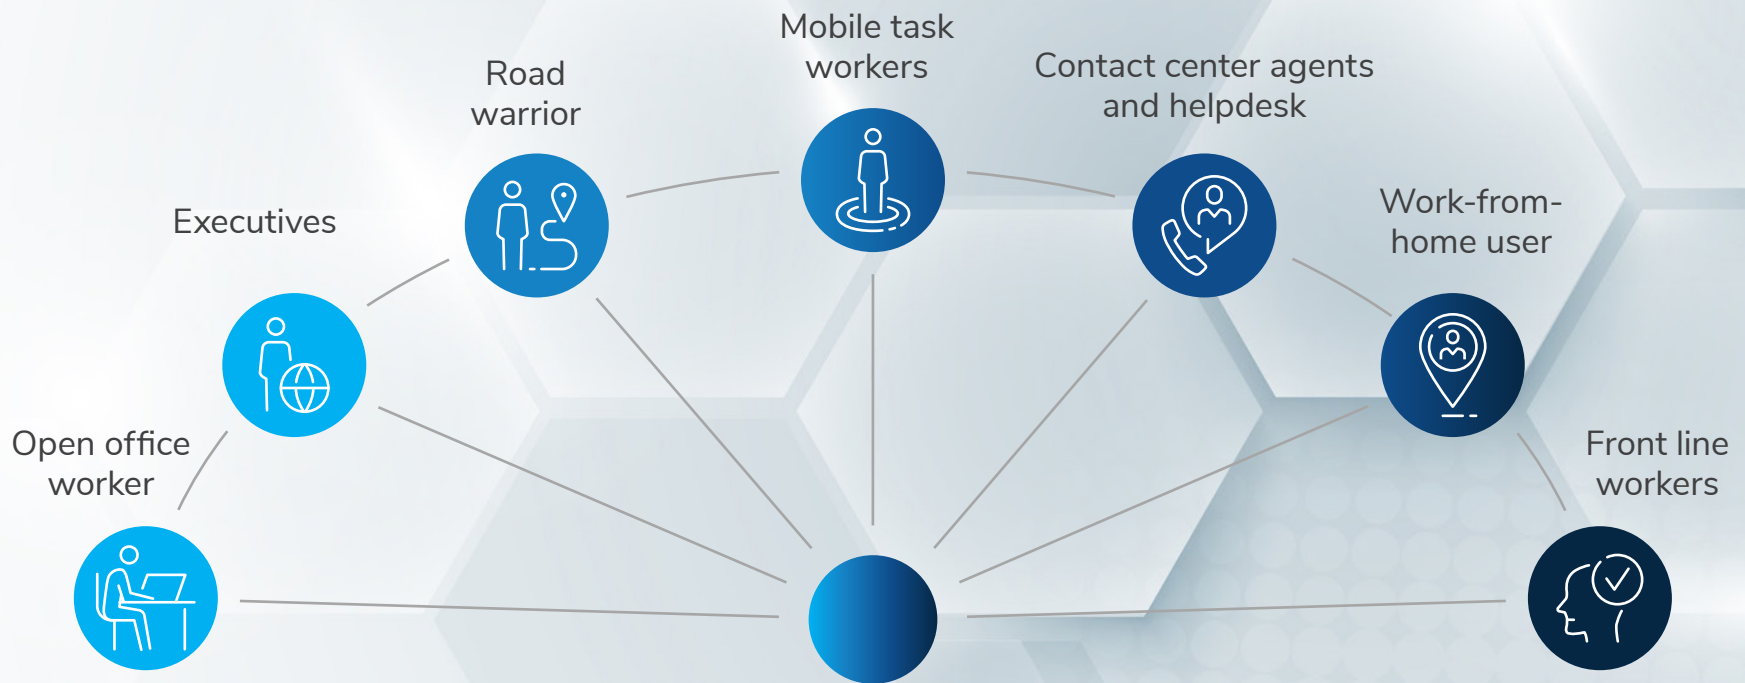 Mobile task
workers
Road
warrior
Contact center agents
and helpdesk
Executives
Work-from-
home user
Open office
worker
Front line
workers